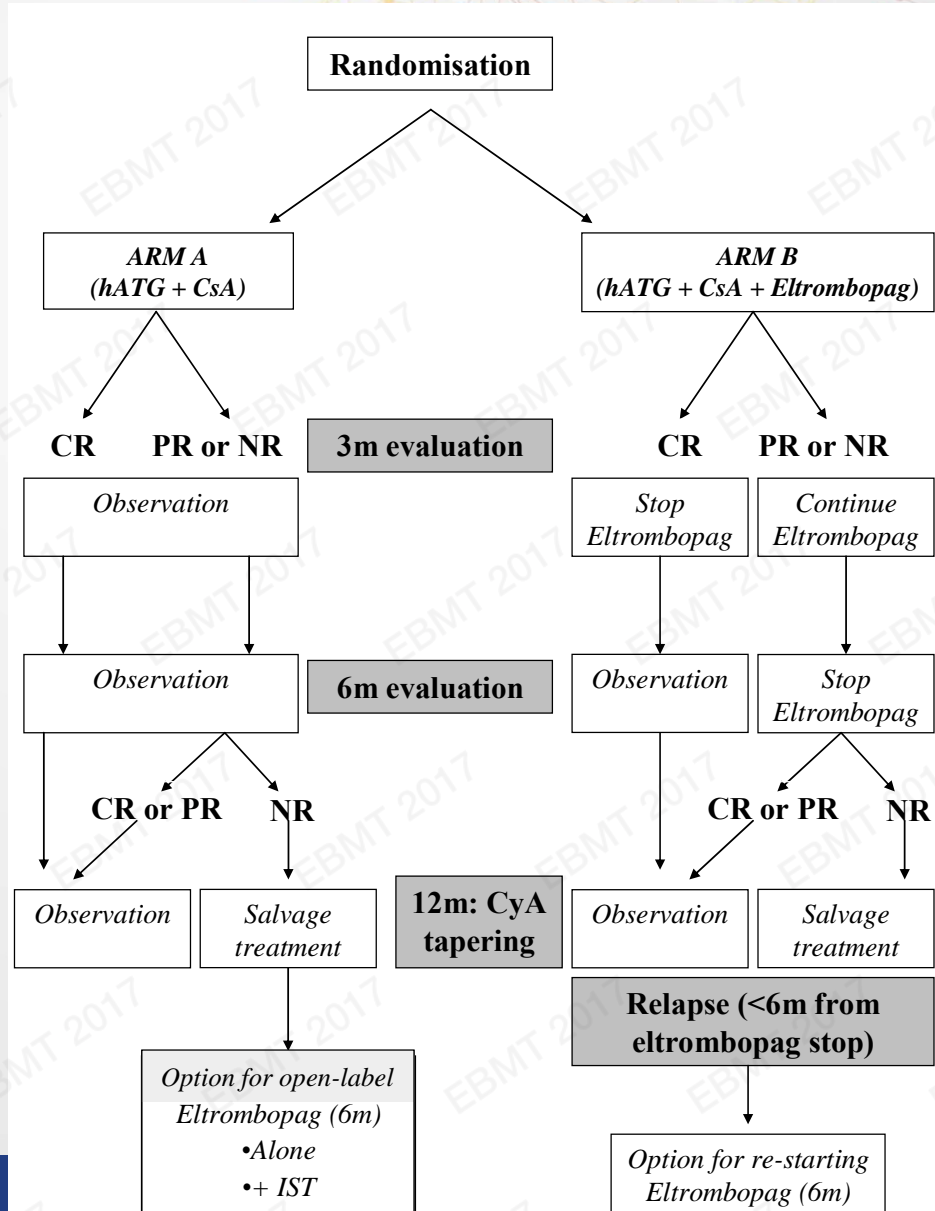 Randomisation
ARM A
(hATG + CsA)
ARM B
(hATG + CsA + Eltrombopag)
CR
PR or NR
3m evaluation
CR
PR or NR
Observation
Stop
Eltrombopag
Continue
Eltrombopag
Observation
6m evaluation
Observation
Stop
Eltrombopag
CR or PR
NR
CR or PR
NR
Observation
Salvage
treatment
12m: CyA
tapering
Observation
Salvage
treatment
Relapse (<6m from
eltrombopag stop)
Option for open-label
Eltrombopag (6m)
•Alone
•+ IST
Option for re-starting
Eltrombopag (6m)
EBMT 2017